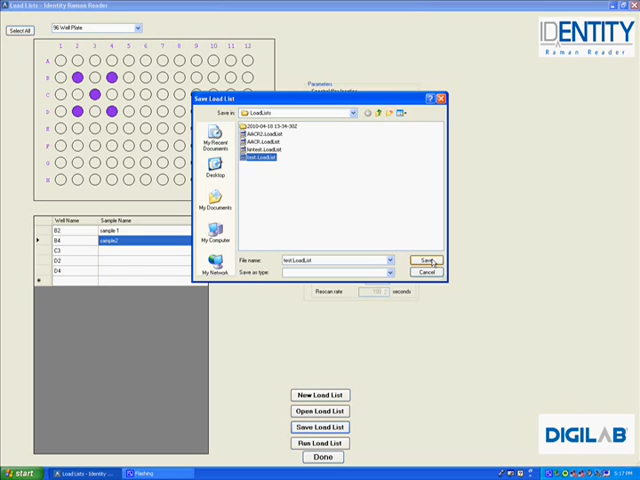 Load Lists - Identity Raman Reader
Select All
96 Well Plate
1 2 3 4 5 6 7 8 9 10 11 12
A
B
C
D
E
F
G
H
IDENTITY
Raman Reader
Parameters
Save Load List
Save in:
LoadLists
2010-04-18 13-34-30Z
AACR2.LoadList
AACR.LoadList
kintest.LoadList
test.LoadList
My Recent
Documents
Desktop
My Documents
My Computer
My Network
File name:
test.LoadList
Save
Save as type:
Cancel
Rescan rate
100
seconds
Well Name
Sample Name
B2
sample 1
B4
sample2
C3
D2
D4
New Load List
Open Load List
Save Load List
Run Load List
Done
DIGILAB
start
Load Lists - Identity ...
Flashing
5:17 PM